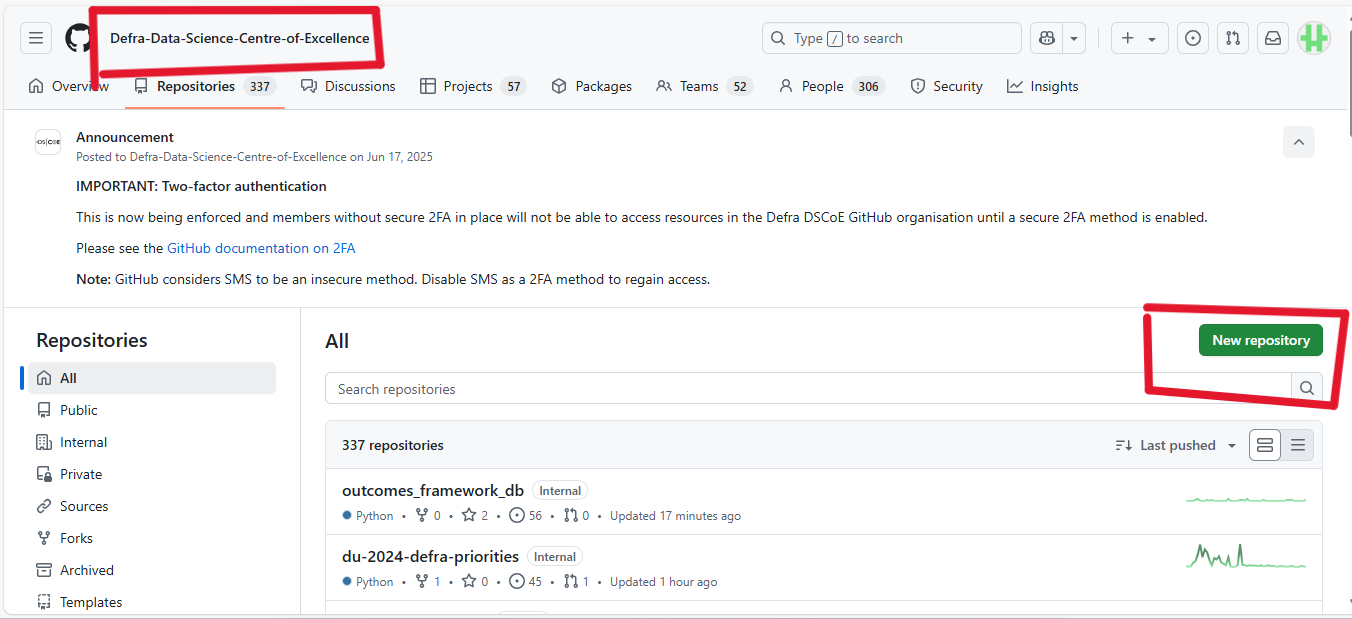 Defra-Data-Science-Centre-of-Excellence
Type / to search
Overview Repositories 337 Discussions Projects 57 Packages Teams 52 People 306 Security Insights
Announcement
Posted to Defra-Data-Science-Centre-of-Excellence on Jun 17, 2025
IMPORTANT: Two-factor authentication
This is now being enforced and members without secure 2FA in place will not be able to access resources in the Defra DSCoE GitHub organisation until a secure 2FA method is enabled.
Please see the GitHub documentation on 2FA
Note: GitHub considers SMS to be an insecure method. Disable SMS as a 2FA method to regain access.
Repositories
All
Public
Internal
Private
Sources
Forks
Archived
Templates
All
New repository
Search repositories
337 repositories
Last pushed
outcomes_framework_db Internal
Python • 0 • 2 • 56 • 0 • Updated 17 minutes ago
du-2024-defra-priorities Internal
Python • 1 • 0 • 45 • 1 • Updated 1 hour ago